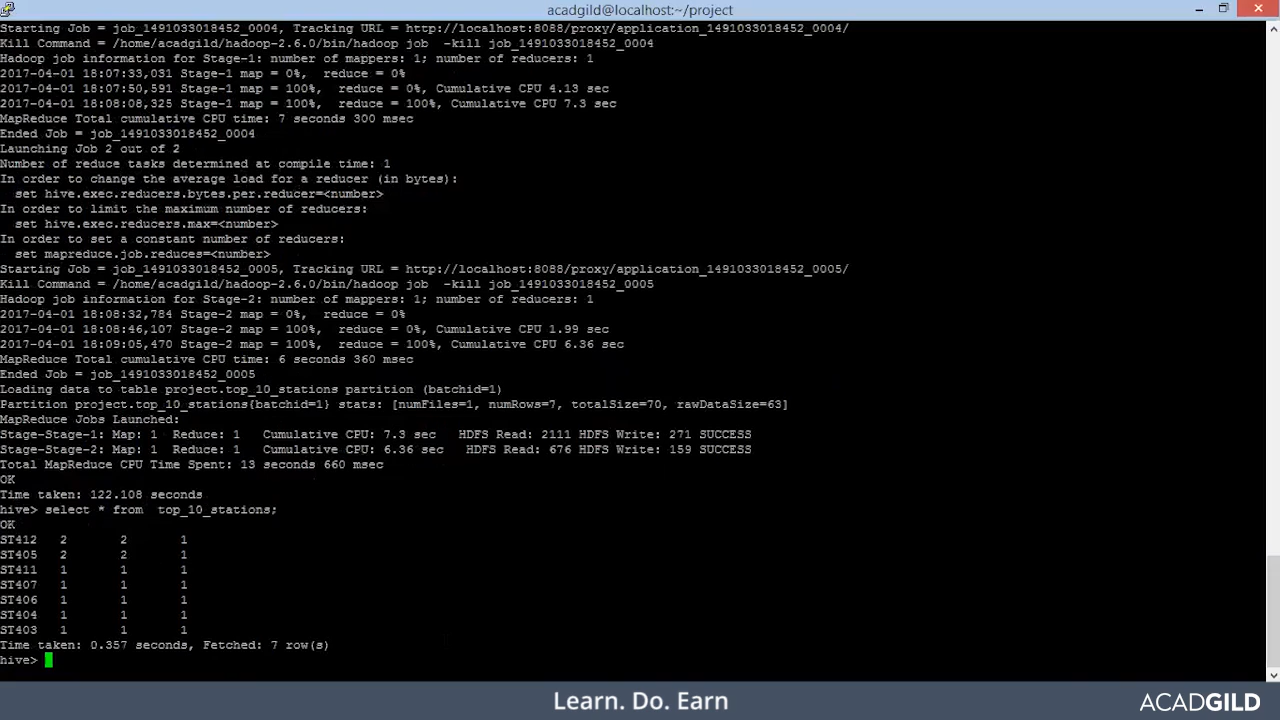 acadgild@localhost:~/project
Starting Job = job_1491033018452_0004, Tracking URL = http://localhost:8088/proxy/application_1491033018452_0004/
Kill Command = /home/acadgild/hadoop-2.6.0/bin/hadoop job  -kill job_1491033018452_0004
Hadoop job information for Stage-1: number of mappers: 1; number of reducers: 1
2017-04-01 18:07:33,031 Stage-1 map = 0%,  reduce = 0%
2017-04-01 18:07:50,591 Stage-1 map = 100%,  reduce = 0%, Cumulative CPU 4.13 sec
2017-04-01 18:08:08,325 Stage-1 map = 100%,  reduce = 100%, Cumulative CPU 7.3 sec
MapReduce Total cumulative CPU time: 7 seconds 300 msec
Ended Job = job_1491033018452_0004
Launching Job 2 out of 2
Number of reduce tasks determined at compile time: 1
In order to change the average load for a reducer (in bytes):
  set hive.exec.reducers.bytes.per.reducer=<number>
In order to limit the maximum number of reducers:
  set hive.exec.reducers.max=<number>
In order to set a constant number of reducers:
  set mapreduce.job.reduces=<number>
Starting Job = job_1491033018452_0005, Tracking URL = http://localhost:8088/proxy/application_1491033018452_0005/
Kill Command = /home/acadgild/hadoop-2.6.0/bin/hadoop job  -kill job_1491033018452_0005
Hadoop job information for Stage-2: number of mappers: 1; number of reducers: 1
2017-04-01 18:08:32,784 Stage-2 map = 0%,  reduce = 0%
2017-04-01 18:08:46,107 Stage-2 map = 100%,  reduce = 0%, Cumulative CPU 1.99 sec
2017-04-01 18:09:05,470 Stage-2 map = 100%,  reduce = 100%, Cumulative CPU 6.36 sec
MapReduce Total cumulative CPU time: 6 seconds 360 msec
Ended Job = job_1491033018452_0005
Loading data to table project.top_10_stations partition (batchid=1)
Partition project.top_10_stations{batchid=1} stats: [numFiles=1, numRows=7, totalSize=70, rawDataSize=63]
MapReduce Jobs Launched:
Stage-Stage-1: Map: 1  Reduce: 1   Cumulative CPU: 7.3 sec   HDFS Read: 2111 HDFS Write: 271 SUCCESS
Stage-Stage-2: Map: 1  Reduce: 1   Cumulative CPU: 6.36 sec   HDFS Read: 676 HDFS Write: 159 SUCCESS
Total MapReduce CPU Time Spent: 13 seconds 660 msec
OK
Time taken: 122.108 seconds
hive> select * from  top_10_stations;
OK
ST412   2       2       1
ST405   2       2       1
ST411   1       1       1
ST407   1       1       1
ST406   1       1       1
ST404   1       1       1
ST403   1       1       1
Time taken: 0.357 seconds, Fetched: 7 row(s)
hive>
Learn. Do. Earn
ACADGILD